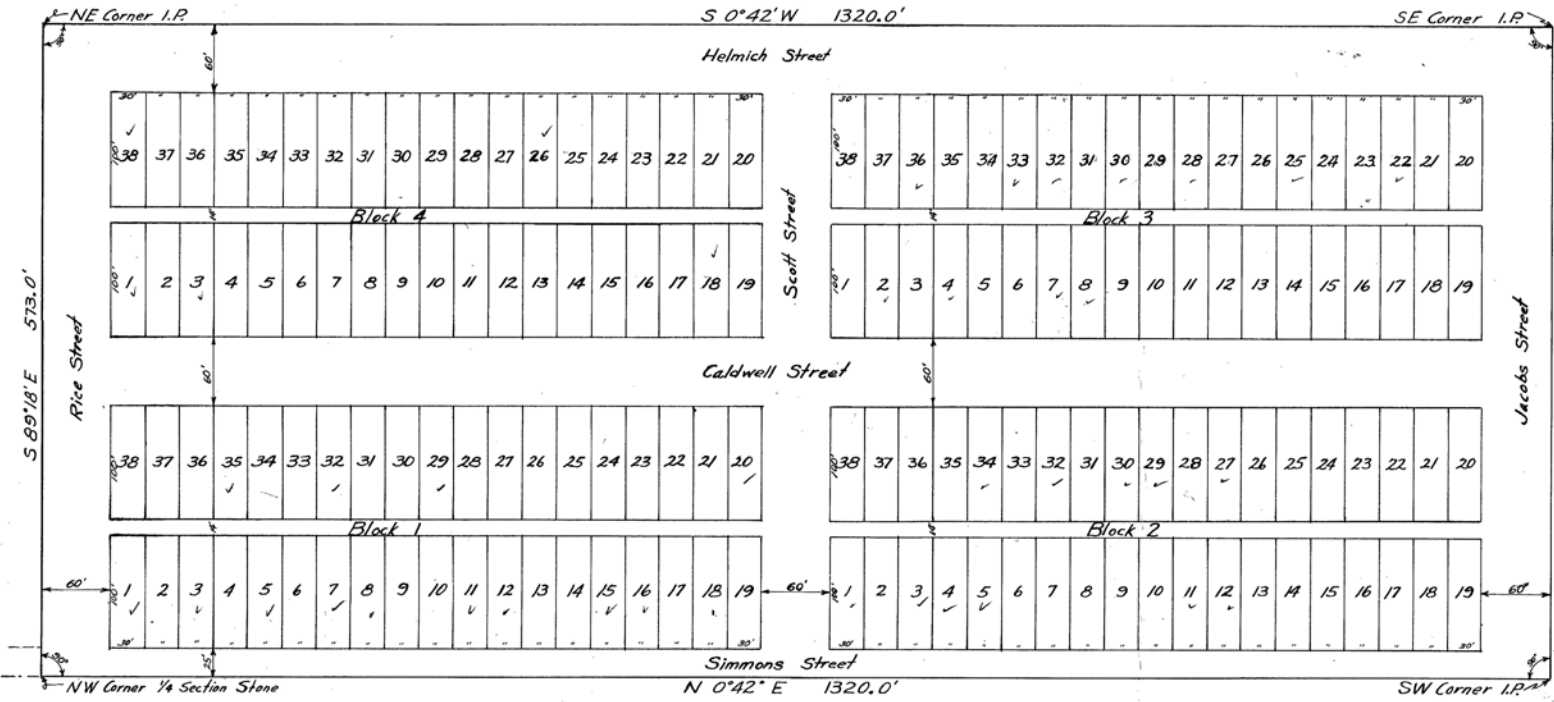 NE Corner I.P.
S 0°42' W 1320.0'
SE Corner I.P.
90°
90°
Helmich Street
60'
30' " " " " " " " " " " " " " " " " " 30'
30' " " " " " " " " " " " " " " " " " 30'
100' 38 37 36 35 34 33 32 31 30 29 28 27 26 25 24 23 22 21 20
100' 38 37 36 35 34 33 32 31 30 29 28 27 26 25 24 23 22 21 20
14' Block 4
14' Block 3
Scott Street
100' 1 2 3 4 5 6 7 8 9 10 11 12 13 14 15 16 17 18 19
100' 1 2 3 4 5 6 7 8 9 10 11 12 13 14 15 16 17 18 19
S 89°18' E 573.0'
Rice Street
60'
Caldwell Street
60'
Jacobs Street
100' 38 37 36 35 34 33 32 31 30 29 28 27 26 25 24 23 22 21 20
100' 38 37 36 35 34 33 32 31 30 29 28 27 26 25 24 23 22 21 20
14' Block 1
14' Block 2
60'
100' 1 2 3 4 5 6 7 8 9 10 11 12 13 14 15 16 17 18 19
60'
100' 1 2 3 4 5 6 7 8 9 10 11 12 13 14 15 16 17 18 19
60'
30' " " " " " " " " " " " " " " " " " 30'
30' " " " " " " " " " " " " " " " " " 30'
90°
25'
Simmons Street
90°
NW Corner 1/4 Section Stone
N 0°42" E 1320.0'
SW Corner I.P.